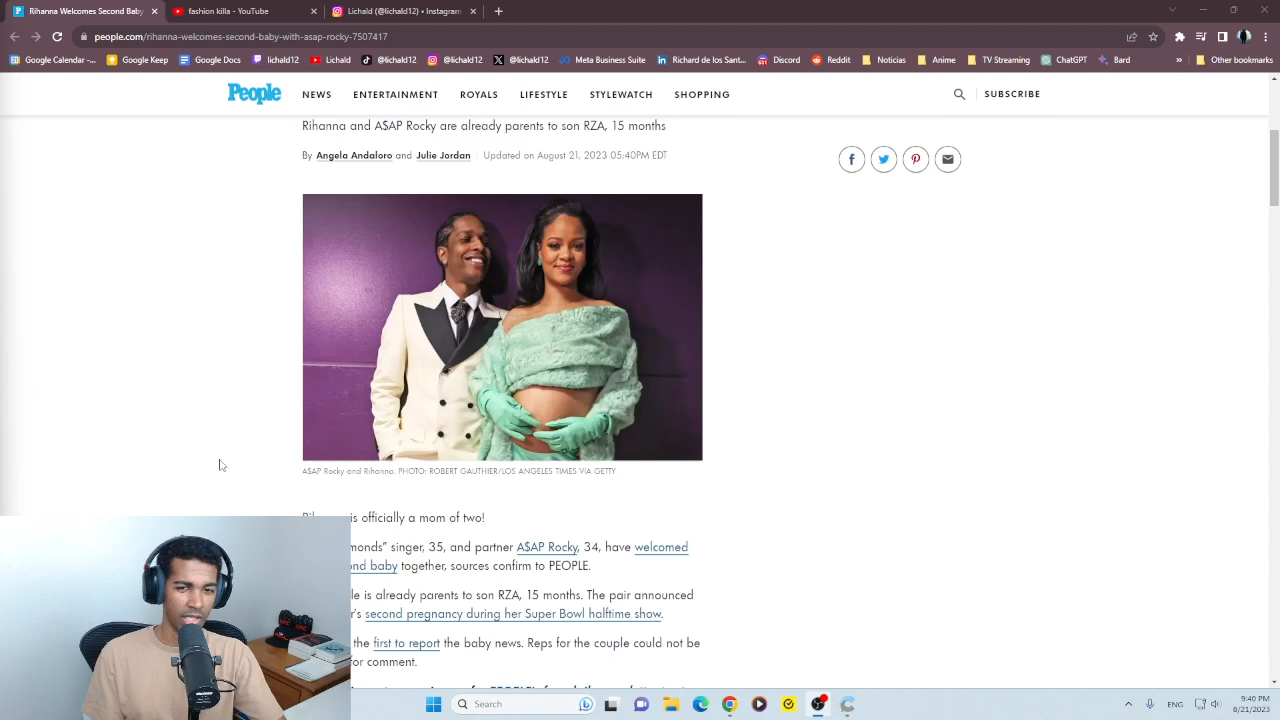 Rihanna Welcomes Second Baby
fashion killa - YouTube
Lichald (@lichald12) • Instagram
people.com/rihanna-welcomes-second-baby-with-asap-rocky-7507417
Google Calendar -...
Google Keep
Google Docs
lichald12
Lichald
@lichald12
@lichald12
@lichald12
Meta Business Suite
Richard de los Sant...
Discord
Reddit
Noticias
Anime
TV Streaming
ChatGPT
Bard
»
Other bookmarks
People
NEWS
ENTERTAINMENT
ROYALS
LIFESTYLE
STYLEWATCH
SHOPPING
SUBSCRIBE
Rihanna and A$AP Rocky are already parents to son RZA, 15 months
By Angela Andaloro and Julie Jordan Updated on August 21, 2023 05:40PM EDT
A$AP Rocky and Rihanna. PHOTO: ROBERT GAUTHIER/LOS ANGELES TIMES VIA GETTY
is officially a mom of two!
monds” singer, 35, and partner A$AP Rocky, 34, have welcomed
nd baby together, sources confirm to PEOPLE.
le is already parents to son RZA, 15 months. The pair announced
's second pregnancy during her Super Bowl halftime show.
the first to report the baby news. Reps for the couple could not be
for comment.
Search
ENG
9:40 PM
8/21/2023